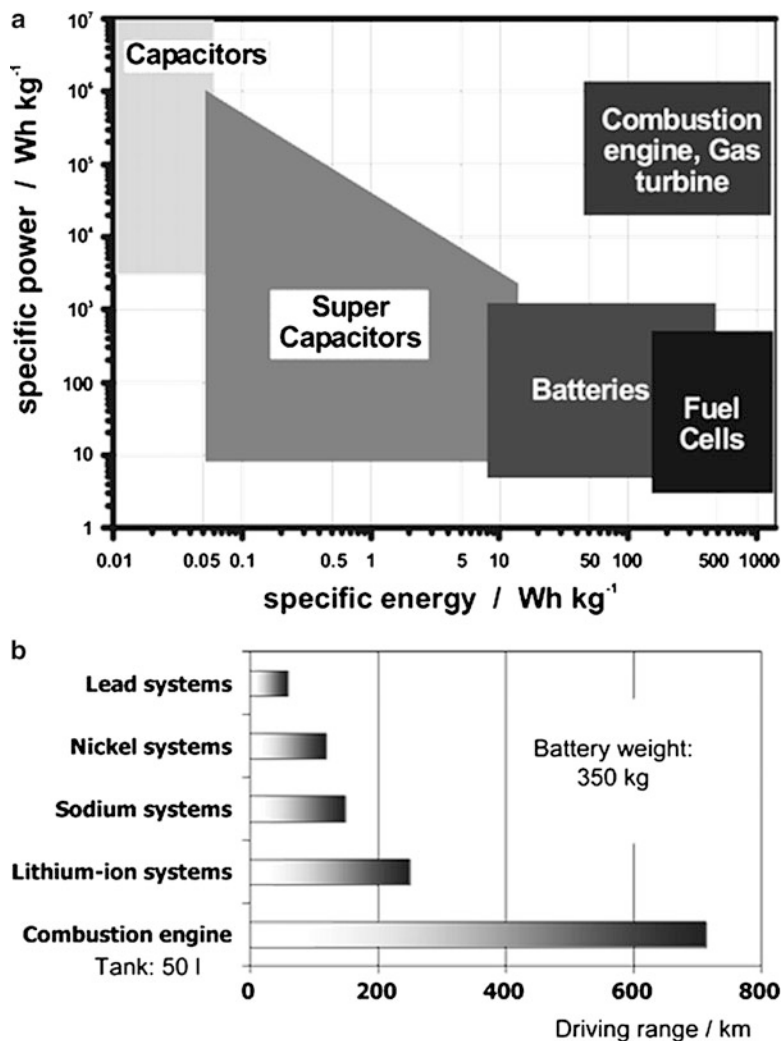 a
10⁷
10⁶
10⁵
10⁴
10³
100
10
1
specific power / Wh kg⁻¹
Capacitors
Combustion
engine, Gas
turbine
Super
Capacitors
Batteries
Fuel
Cells
0.01 0.05 0.1 0.5 1 5 10 50 100 500 1000
specific energy / Wh kg⁻¹
b
Lead systems
Nickel systems
Sodium systems
Lithium-ion systems
Combustion engine
Tank: 50 l
Battery weight:
350 kg
0 200 400 600 800
Driving range / km